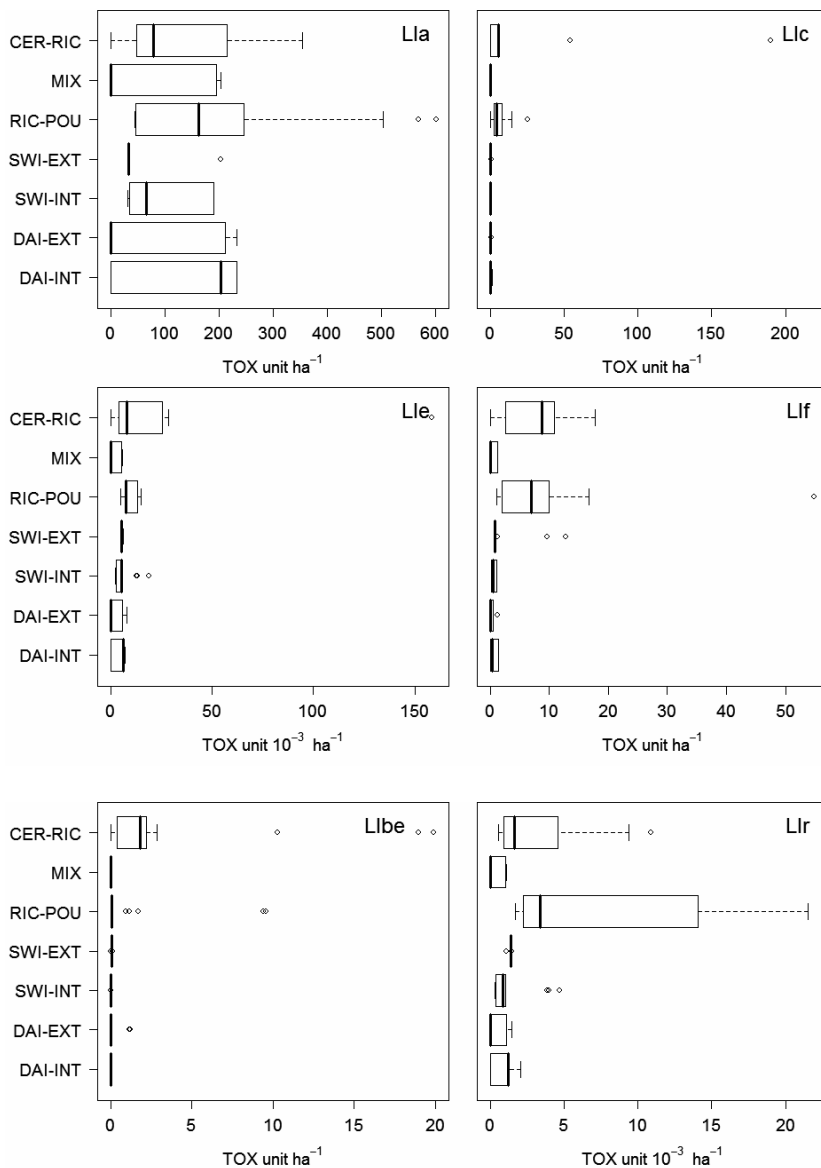 CER-RIC
MIX
RIC-POU
SWI-EXT
SWI-INT
DAI-EXT
DAI-INT
LIa
0 100 200 300 400 500 600
TOX unit ha⁻¹
LIc
0 50 100 150 200
TOX unit ha⁻¹
CER-RIC
MIX
RIC-POU
SWI-EXT
SWI-INT
DAI-EXT
DAI-INT
LIe
0 50 100 150
TOX unit 10⁻³ ha⁻¹
LIf
0 10 20 30 40 50
TOX unit ha⁻¹
CER-RIC
MIX
RIC-POU
SWI-EXT
SWI-INT
DAI-EXT
DAI-INT
LIbe
0 5 10 15 20
TOX unit ha⁻¹
LIr
0 5 10 15 20
TOX unit 10⁻³ ha⁻¹